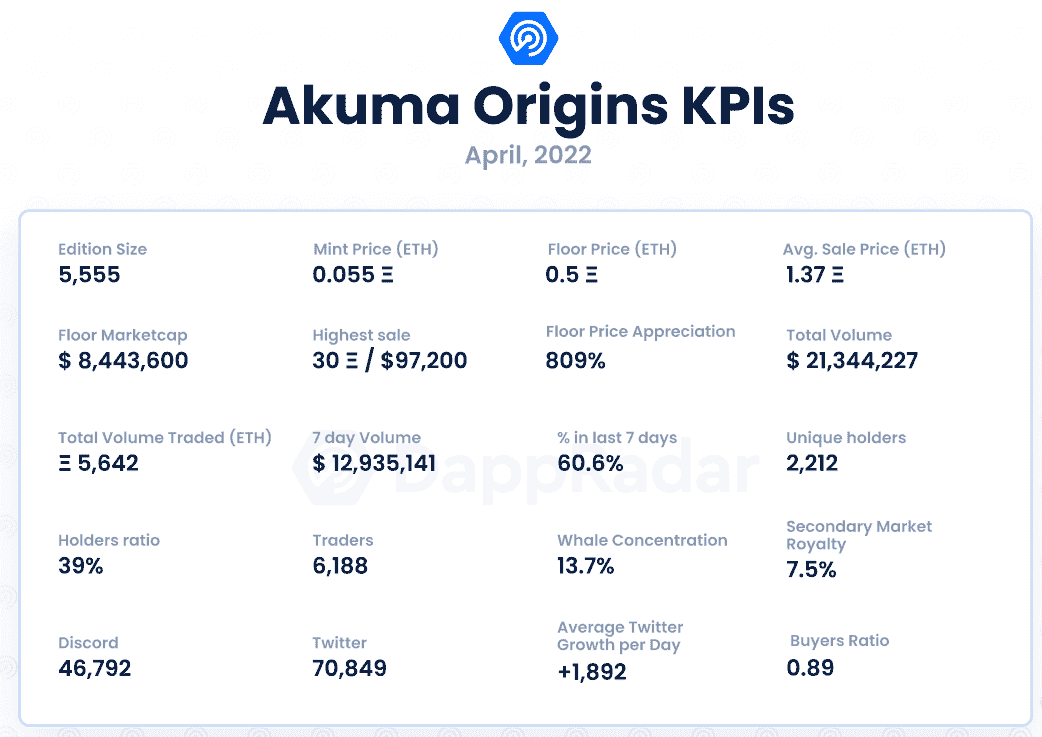 Akuma Origins KPIs
April, 2022
Edition Size
5,555
Mint Price (ETH)
0.055 Ξ
Floor Price (ETH)
0.5 Ξ
Avg. Sale Price (ETH)
1.37 Ξ
Floor Marketcap
$ 8,443,600
Highest sale
30 Ξ / $97,200
Floor Price Appreciation
809%
Total Volume
$ 21,344,227
Total Volume Traded (ETH)
Ξ 5,642
7 day Volume
$ 12,935,141
% in last 7 days
60.6%
Unique holders
2,212
DappRadar
Holders ratio
39%
Traders
6,188
Whale Concentration
13.7%
Secondary Market
Royalty
7.5%
Discord
46,792
Twitter
70,849
Average Twitter
Growth per Day
+1,892
Buyers Ratio
0.89